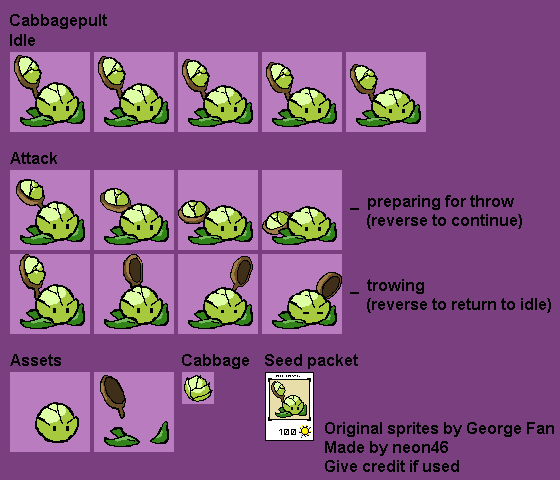 Cabbagepult
Idle
Attack
_ preparing for throw
(reverse to continue)
_ trowing
(reverse to return to idle)
Assets
Cabbage
Seed packet
100
Original sprites by George Fan
Made by neon46
Give credit if used